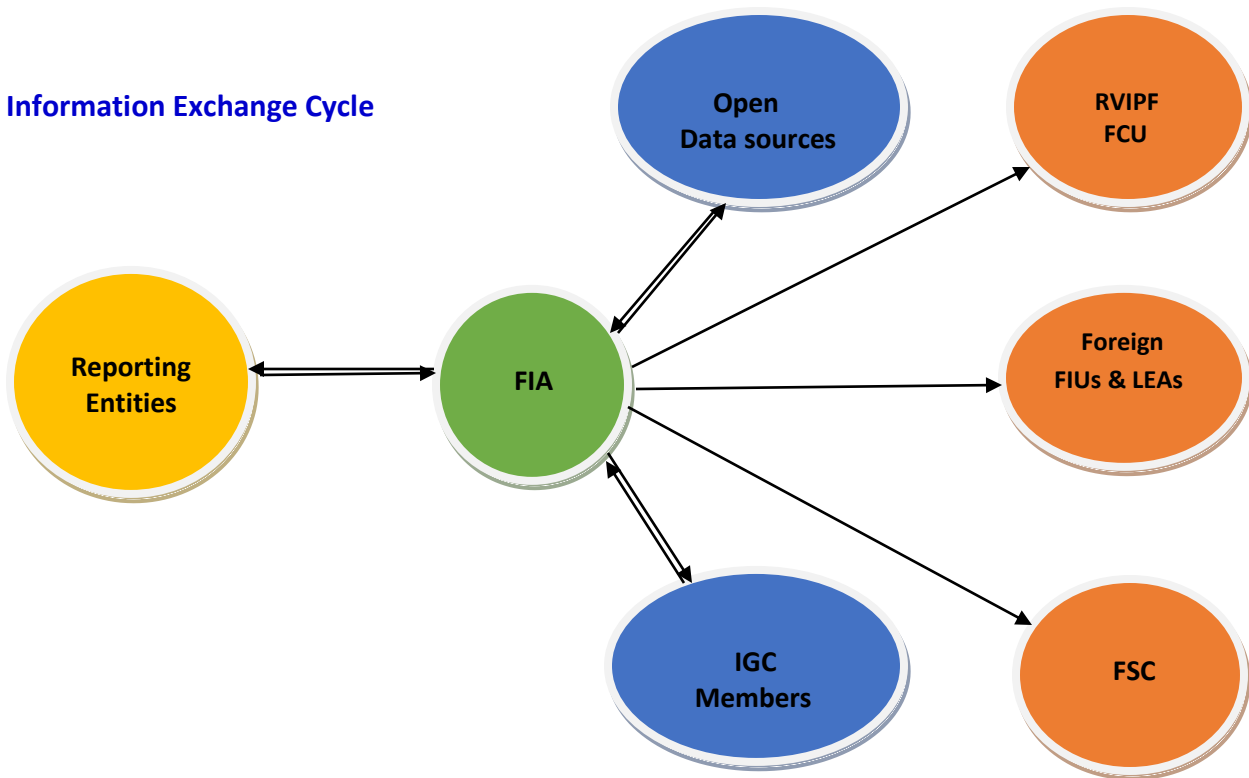 Information Exchange Cycle
Open
Data sources
RVIPF
FCU
Reporting
Entities
FIA
Foreign
FIUs & LEAs
IGC
Members
FSC